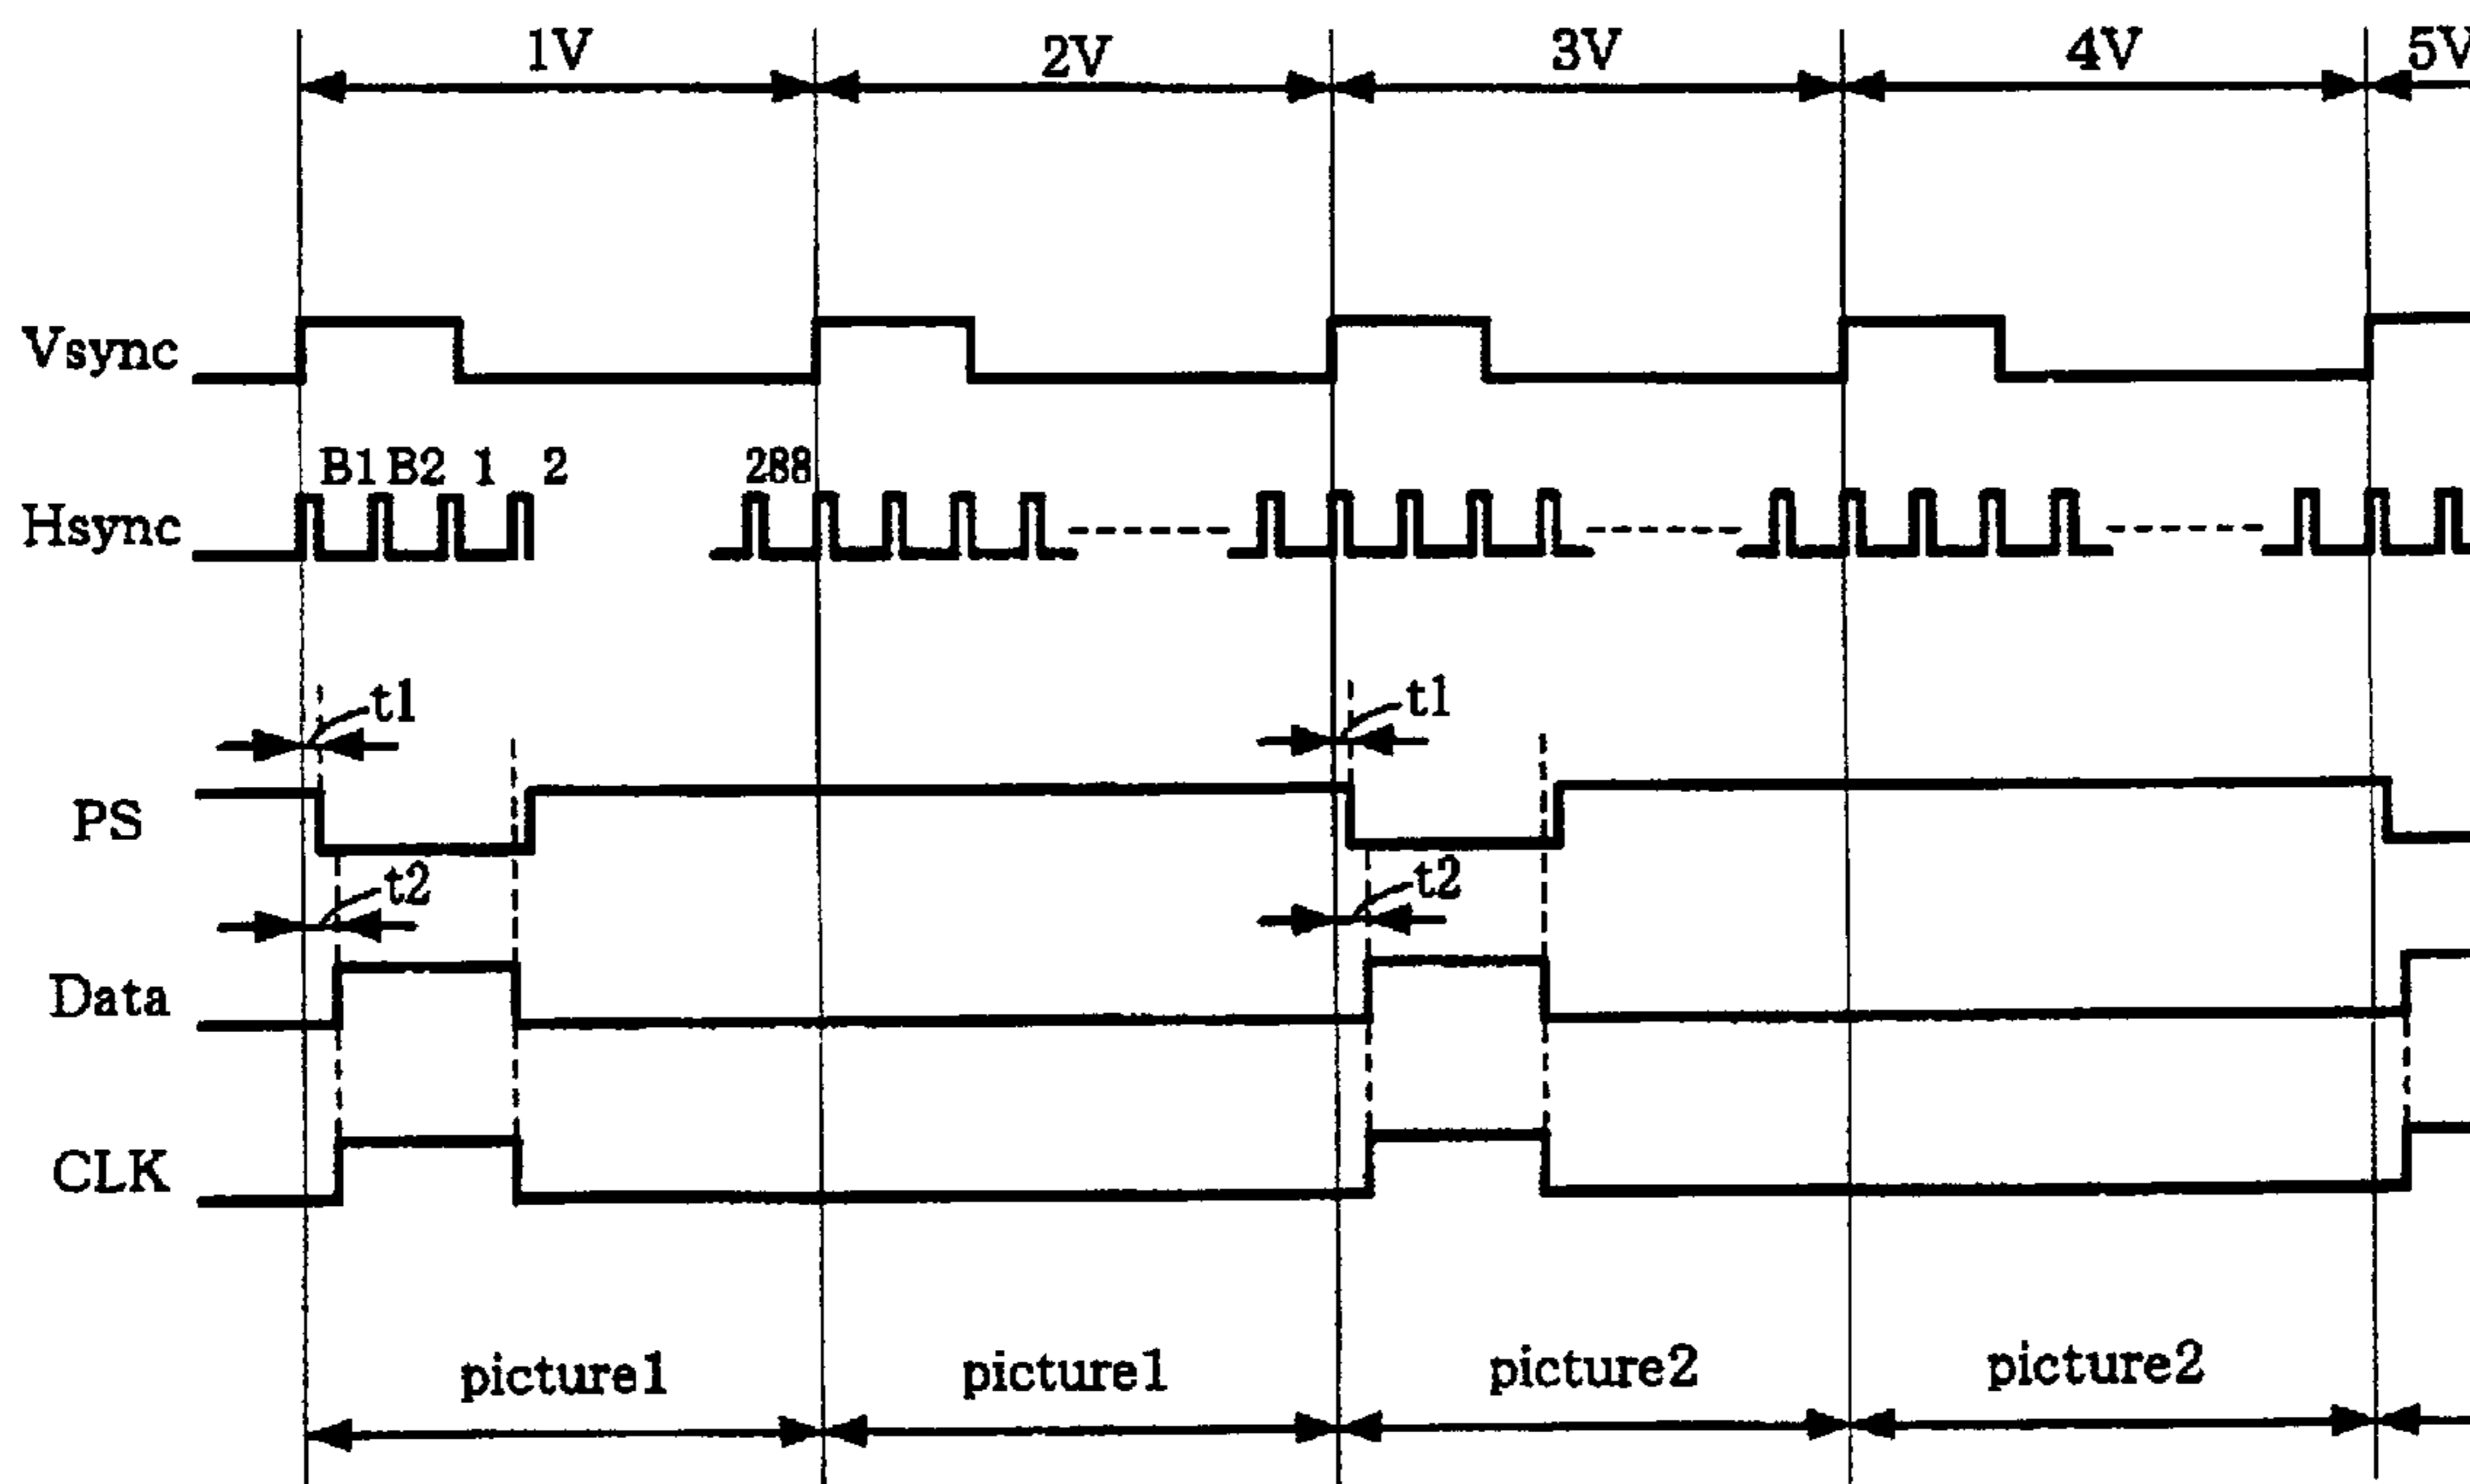 1V 2V 3V 4V 5V
Vsync
B1 B2 1 2 288
Hsync
t1 t1
PS
t2 t2
Data
CLK
picture1 picture1 picture2 picture2